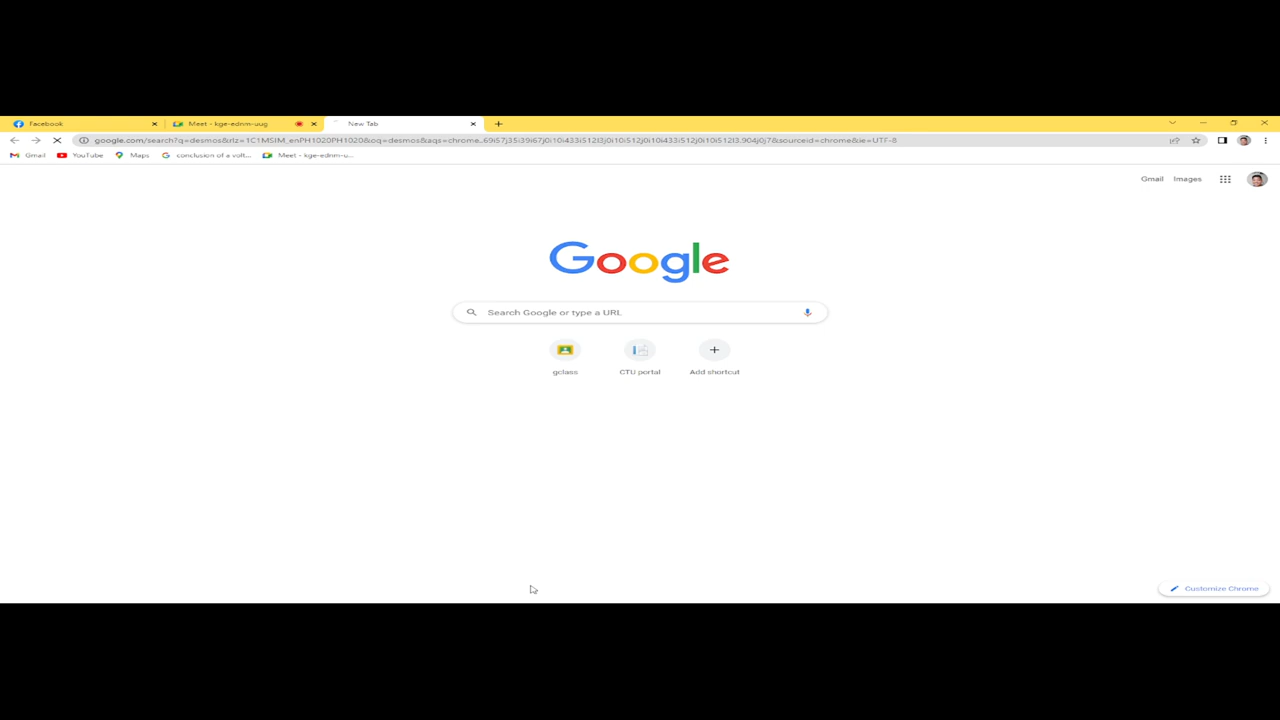 Facebook
Meet - kge-ednm-uug
New Tab
google.com/search?q=desmos&rlz=1C1MSIM_enPH1020PH1020&oq=desmos&aqs=chrome..69i57j35i39i67j0i10i433i512l3j0i10i512j0i10i433i512j0i10i512l3.904j0j7&sourceid=chrome&ie=UTF-8
Gmail
YouTube
Maps
conclusion of a volt...
Meet - kge-ednm-u...
Gmail
Images
Google
Search Google or type a URL
gclass
CTU portal
Add shortcut
Customize Chrome